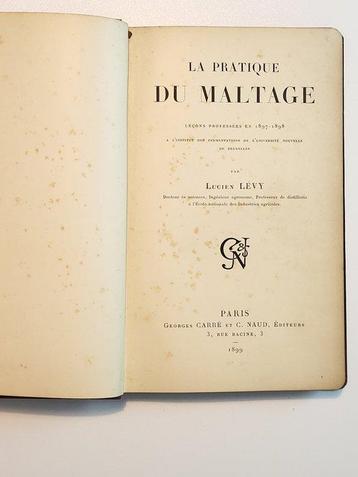 LA PRATIQUE
DU MALTAGE
LEÇONS PROFESSÉES EN 1897-1898
A L'INSTITUT DES FERMENTATIONS DE L'UNIVERSITÉ NOUVELLE
DE BRUXELLES
PAR
LUCIEN LÉVY
Docteur ès sciences, Ingénieur agronome, Professeur de distillerie
à l'École nationale des Industries agricoles.
C&N
PARIS
GEORGES CARRÉ ET C. NAUD, ÉDITEURS
3, RUE RACINE, 3
1899